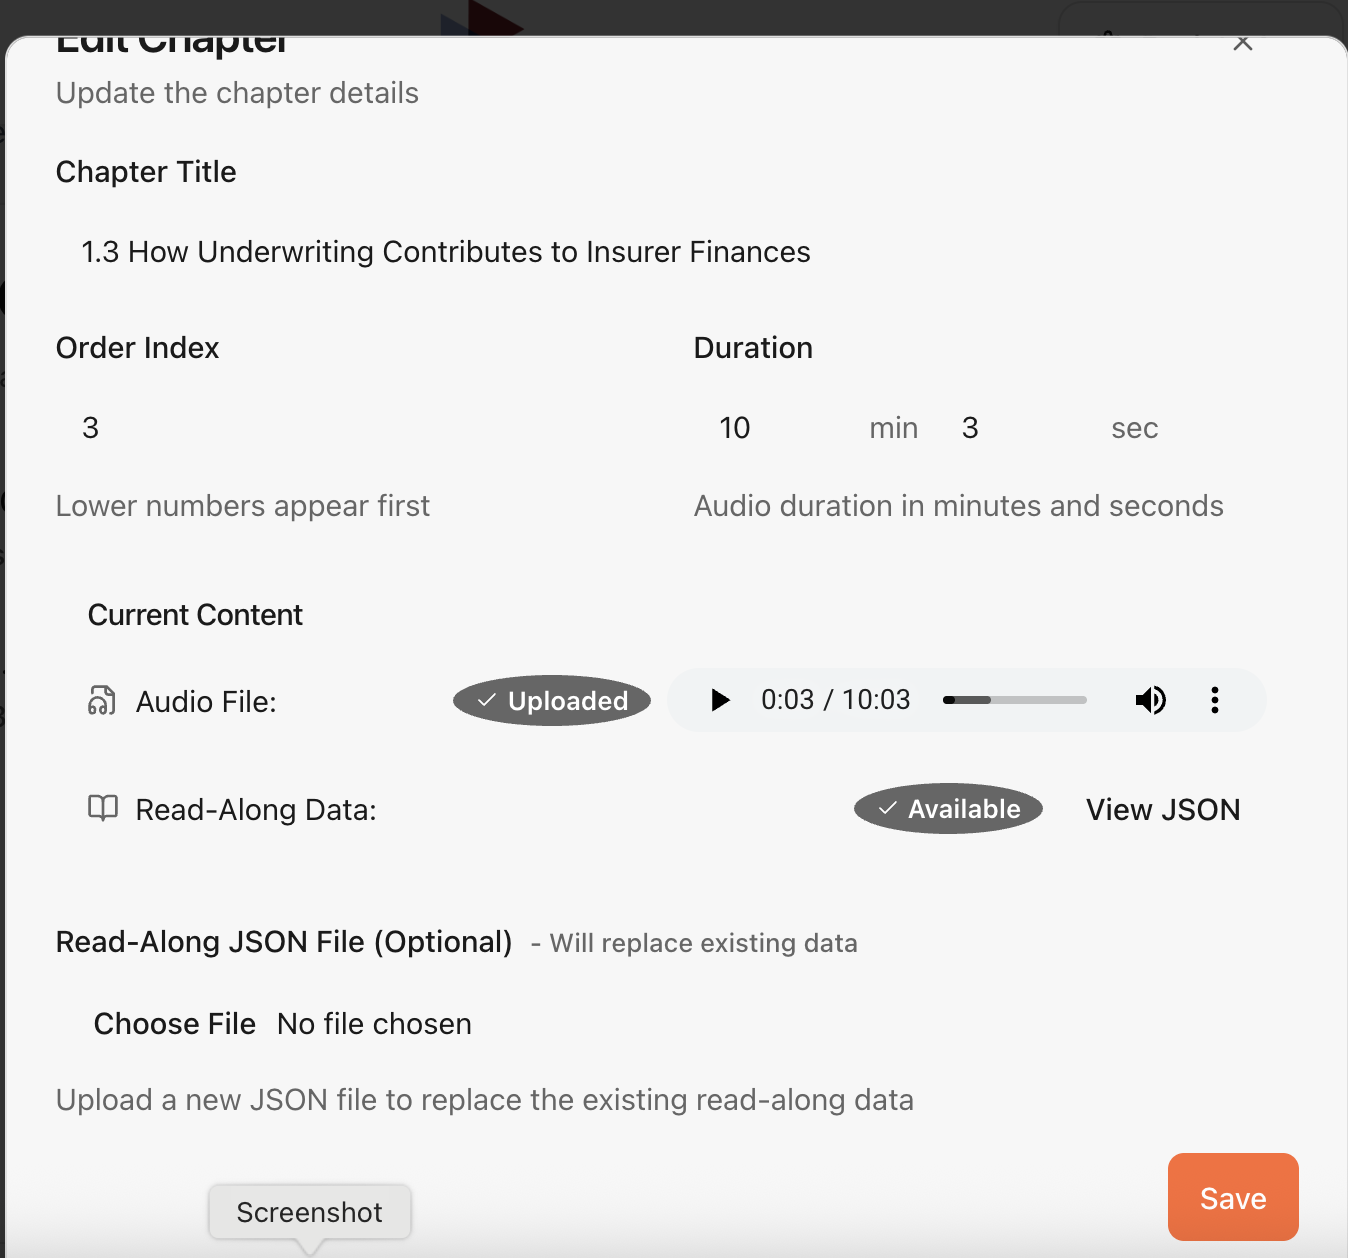 Edit Chapter
Update the chapter details
Chapter Title
1.3 How Underwriting Contributes to Insurer Finances
Order Index
Duration
3
10 min 3 sec
Lower numbers appear first
Audio duration in minutes and seconds
Current Content
Audio File: ✓ Uploaded 0:03 / 10:03
Read-Along Data: ✓ Available View JSON
Read-Along JSON File (Optional) - Will replace existing data
Choose File No file chosen
Upload a new JSON file to replace the existing read-along data
Save
Screenshot